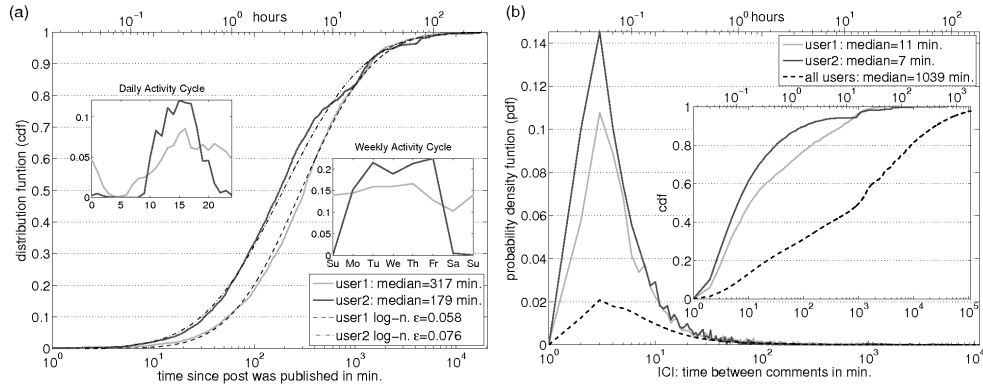 (a)
10^-1 10^0 hours 10^1 10^2
distribution funtion (cdf)
1
0.9
0.8
0.7
0.6
0.5
0.4
0.3
0.2
0.1
0
Daily Activity Cycle
0.1
0.05
0
0 5 10 15 20
Weekly Activity Cycle
0.2
0.15
0.1
0.05
0
Su Mo Tu We Th Fr Sa Su
user1: median=317 min.
user2: median=179 min.
user1 log-n. ε=0.058
user2 log-n. ε=0.076
10^0 10^1 10^2 10^3 10^4
time since post was published in min.
(b)
10^-1 10^0 hours 10^1 10^2
probability density funtion (pdf)
0.14
0.12
0.1
0.08
0.06
0.04
0.02
0
user1: median=11 min.
user2: median=7 min.
all users: median=1039 min.
10^-1 10^0 10^1 10^2 10^3
cdf
1
0.8
0.6
0.4
0.2
0
10^0 10^1 10^2 10^3 10^4 10^5
10^0 10^1 10^2 10^3 10^4
ICI: time between comments in min.